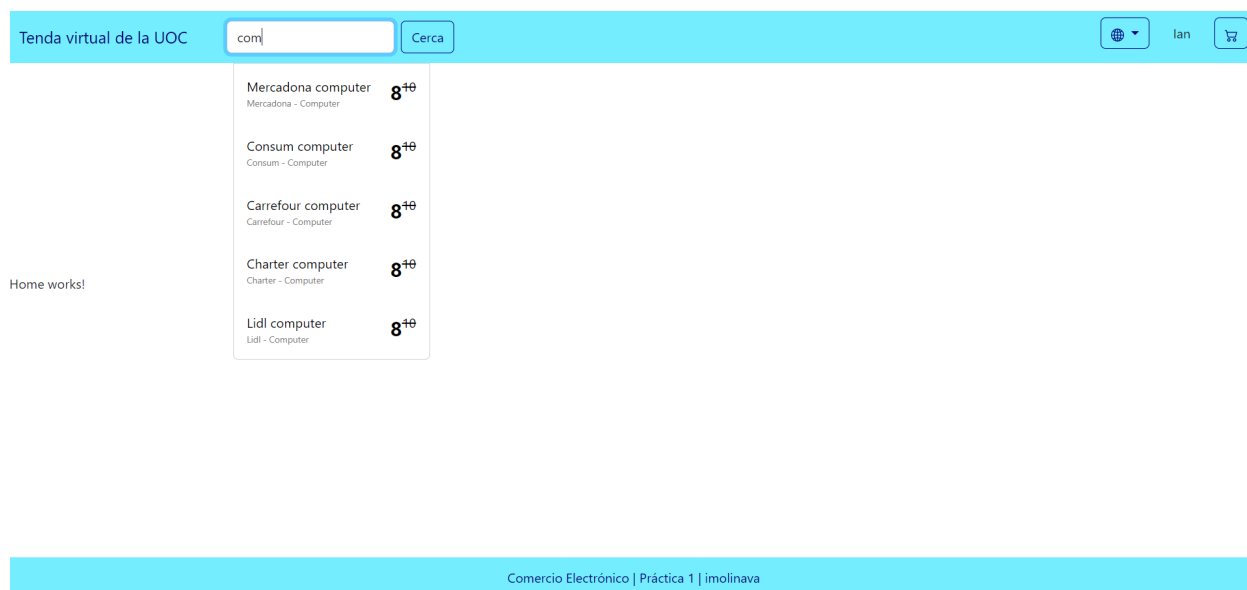 Tenda virtual de la UOC
com
Cerca
Ian
Mercadona computer
Mercadona - Computer
8 10
Consum computer
Consum - Computer
8 10
Carrefour computer
Carrefour - Computer
8 10
Charter computer
Charter - Computer
8 10
Home works!
Lidl computer
Lidl - Computer
8 10
Comercio Electrónico | Práctica 1 | imolinava